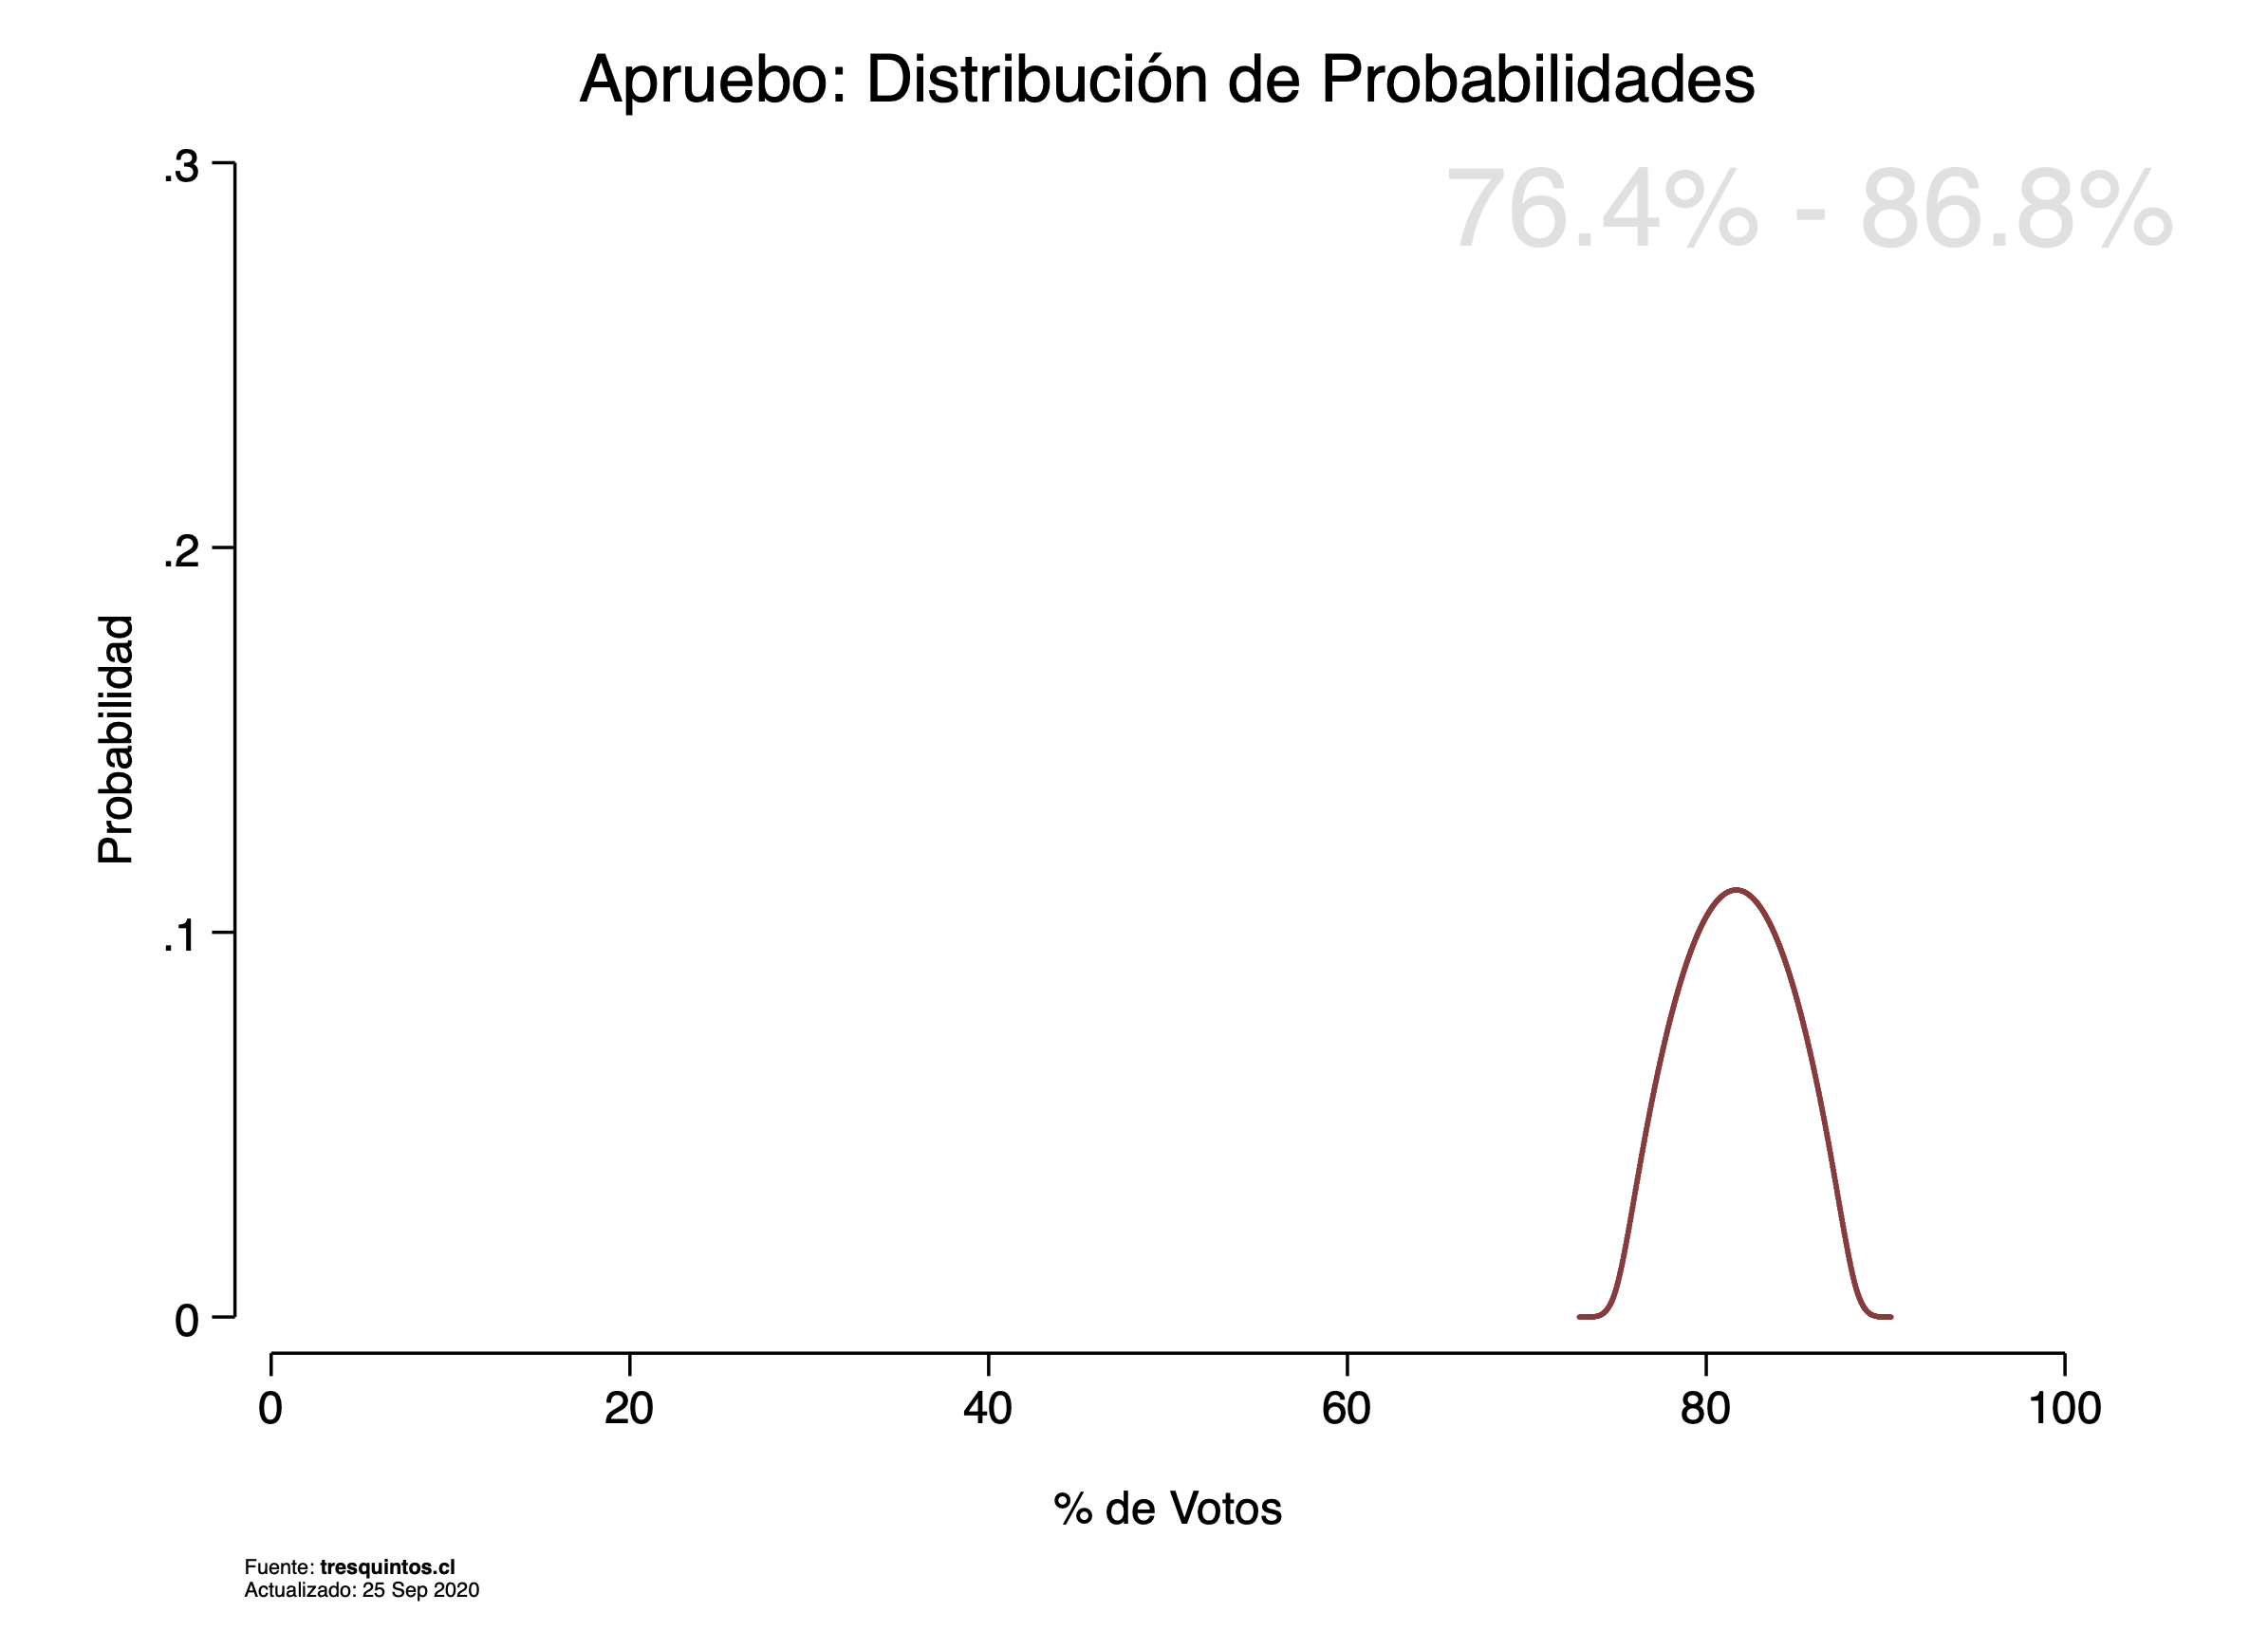 Apruebo: Distribución de Probabilidades
76.4% - 86.8%
.3
.2
.1
0
Probabilidad
0 20 40 60 80 100
% de Votos
Fuente: tresquintos.cl
Actualizado: 25 Sep 2020